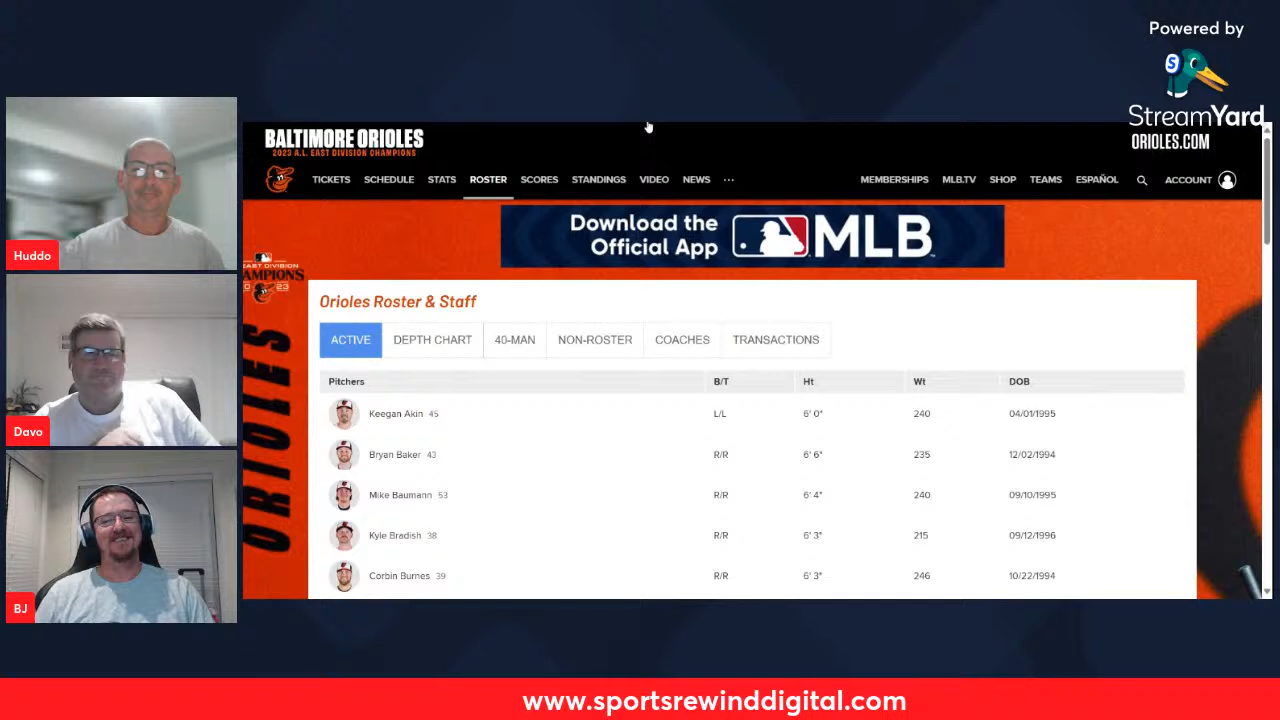 Powered by
StreamYard
Huddo
Davo
BJ
BALTIMORE ORIOLES
2023 A.L. EAST DIVISION CHAMPIONS
ORIOLES.COM
TICKETS SCHEDULE STATS ROSTER SCORES STANDINGS VIDEO NEWS ... MEMBERSHIPS MLB.TV SHOP TEAMS ESPAÑOL ACCOUNT
Download the
Official App
MLB
ORIOLES
Orioles Roster & Staff
ACTIVE DEPTH CHART 40-MAN NON-ROSTER COACHES TRANSACTIONS
Pitchers B/T Ht Wt DOB
Keegan Akin 45 L/L 6' 0" 240 04/01/1995
Bryan Baker 43 R/R 6' 6" 235 12/02/1994
Mike Baumann 53 R/R 6' 4" 240 09/10/1995
Kyle Bradish 38 R/R 6' 3" 215 09/12/1996
Corbin Burnes 39 R/R 6' 3" 246 10/22/1994
www.sportsrewinddigital.com